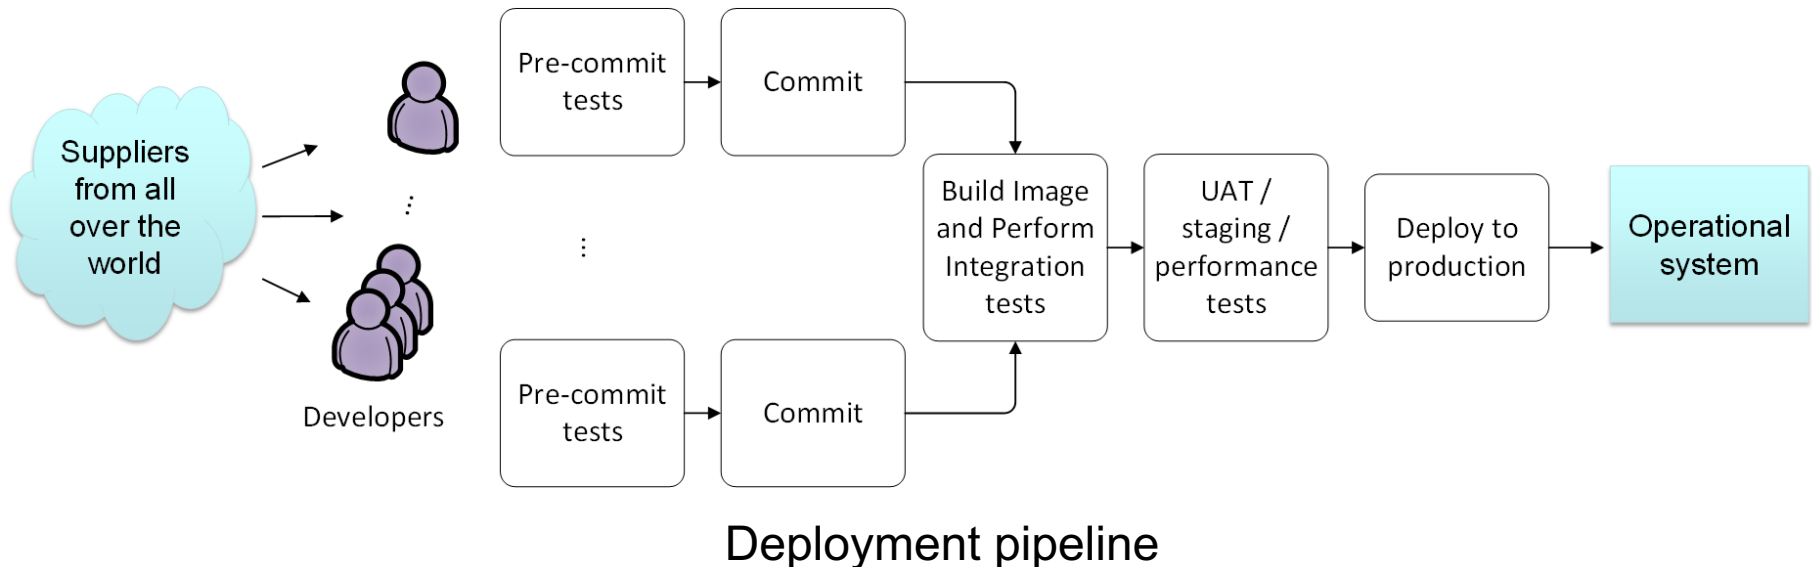 Suppliers
from all
over the
world
...
Developers
Pre-commit
tests
Commit
...
Pre-commit
tests
Commit
Build Image
and Perform
Integration
tests
UAT /
staging /
performance
tests
Deploy to
production
Operational
system
Deployment pipeline